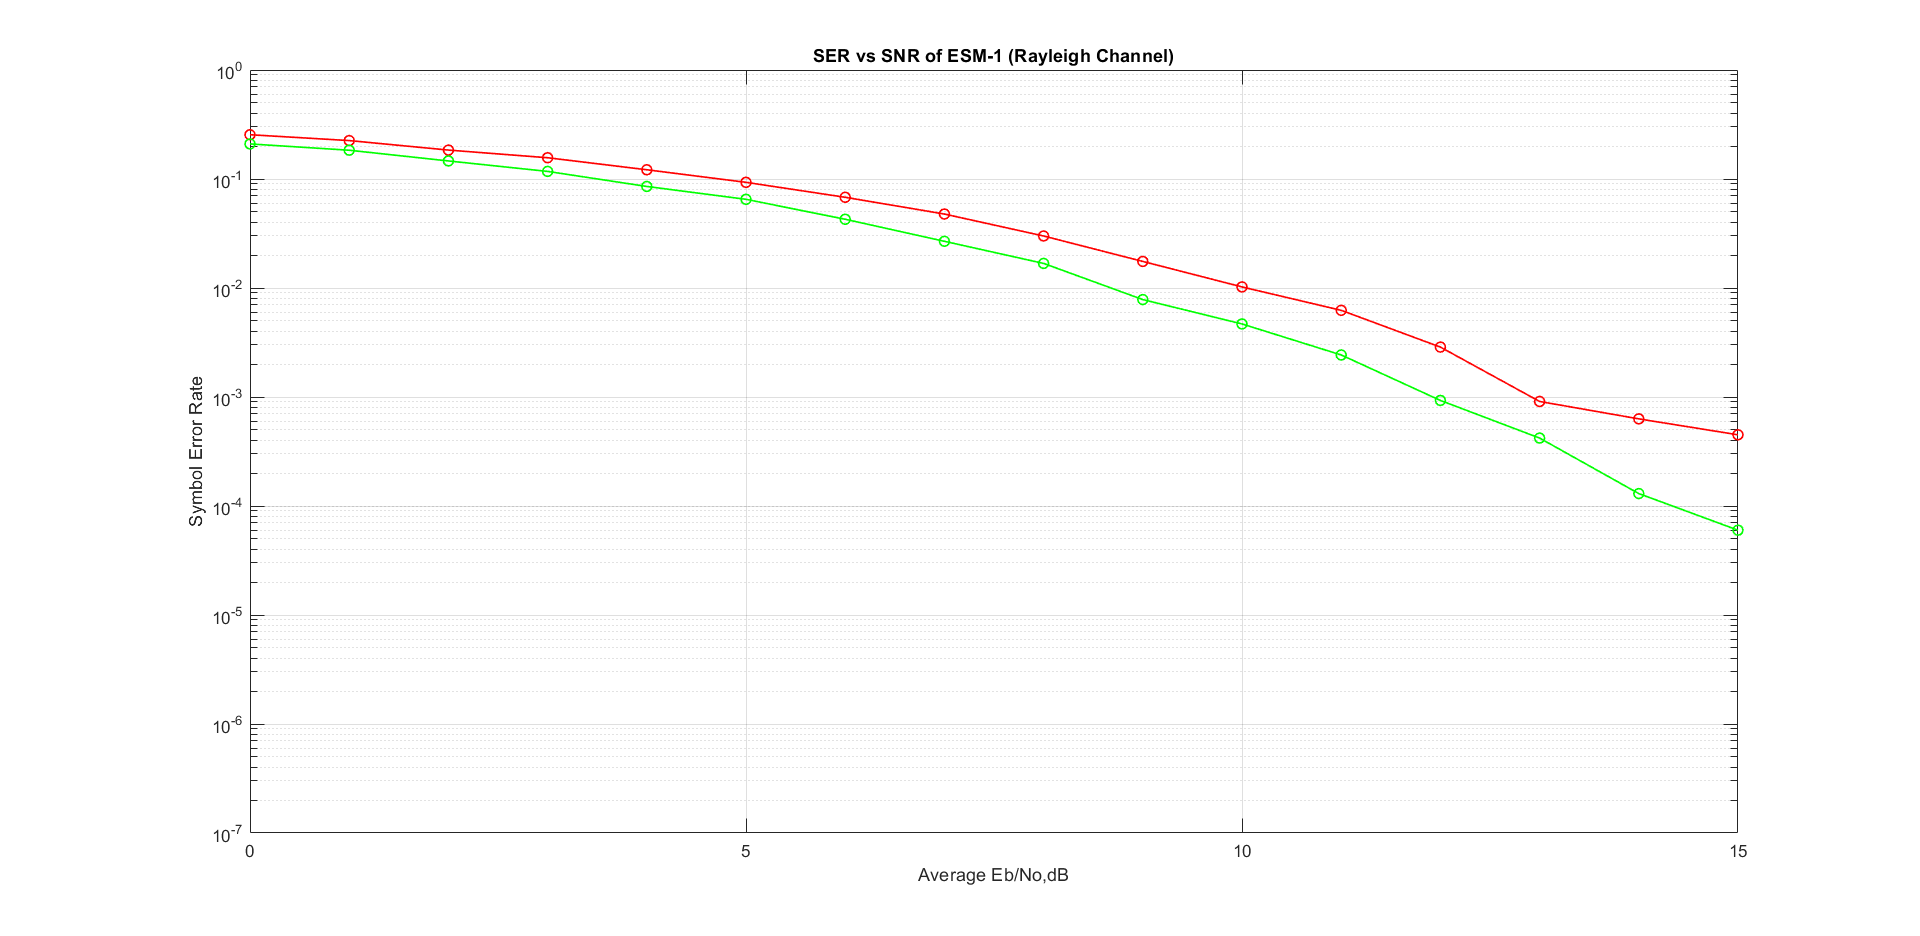 SER vs SNR of ESM-1 (Rayleigh Channel)
10^0
10^-1
10^-2
10^-3
10^-4
10^-5
10^-6
10^-7
Symbol Error Rate
0 5 10 15
Average Eb/No,dB